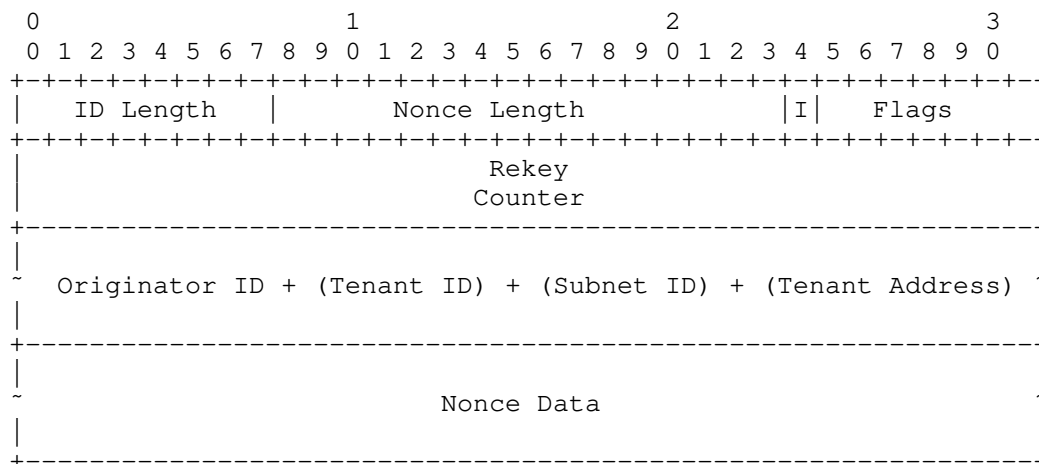 0 1 2 3
0 1 2 3 4 5 6 7 8 9 0 1 2 3 4 5 6 7 8 9 0 1 2 3 4 5 6 7 8 9 0
+-+-+-+-+-+-+-+-+-+-+-+-+-+-+-+-+-+-+-+-+-+-+-+-+-+-+-+-+-+-+-+--
| ID Length | Nonce Length |I| Flags
+-+-+-+-+-+-+-+-+-+-+-+-+-+-+-+-+-+-+-+-+-+-+-+-+-+-+-+-+-+-+-+--
| Rekey
| Counter
+---------------------------------------------------------------
|
~ Originator ID + (Tenant ID) + (Subnet ID) + (Tenant Address) ~
|
+---------------------------------------------------------------
|
~ Nonce Data ~
|
+---------------------------------------------------------------